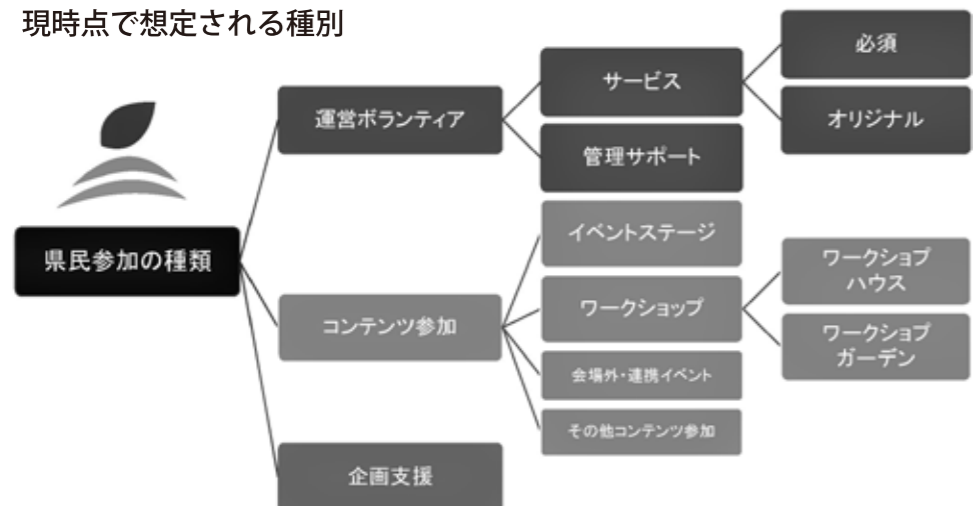 現時点で想定される種別
県民参加の種類
運営ボランティア
サービス
必須
オリジナル
管理サポート
コンテンツ参加
イベントステージ
ワークショップ
ワークショプ
ハウス
ワークショプ
ガーデン
会場外・連携イベント
その他コンテンツ参加
企画支援